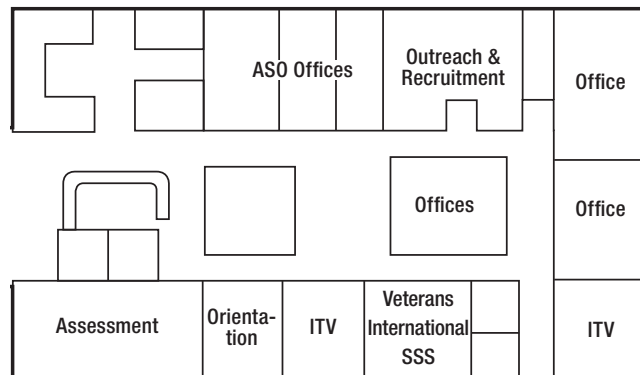 ASO Offices
Outreach &
Recruitment
Office
Offices
Office
Assessment
Orienta-
tion
ITV
Veterans
International
SSS
ITV